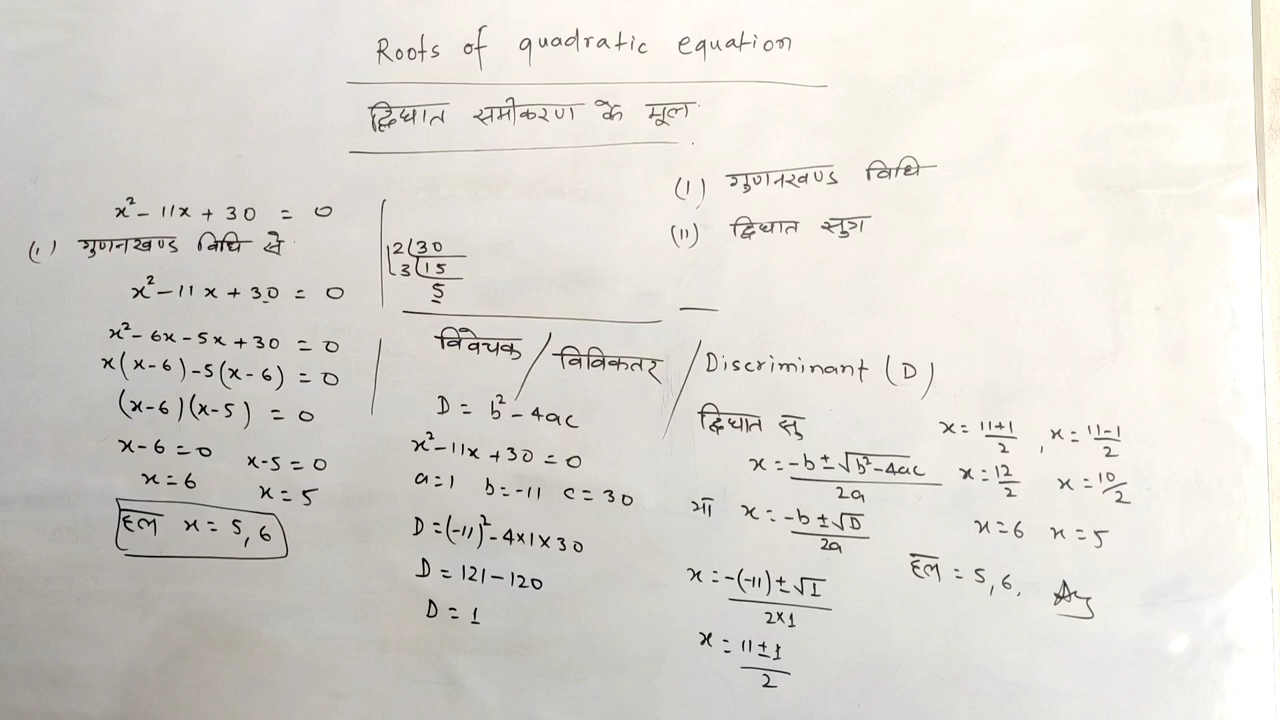 Roots of quadratic equation
द्विघात समीकरण के मूल
(I) गुणनखण्ड विधि
(II) द्विघात सुत्र
x² - 11x + 30 = 0
(i) गुणनखण्ड विधि से
x² - 11x + 30 = 0
x² - 6x - 5x + 30 = 0
x(x-6) - 5(x-6) = 0
(x-6)(x-5) = 0
x-6 = 0 x-5 = 0
x = 6 x = 5
हल x = 5, 6
2 | 30
3 | 15
5
विवेचक / विविकतर / Discriminant (D)
D = b² - 4ac
x² - 11x + 30 = 0
a = 1 b = -11 c = 30
D = (-11)² - 4×1×30
D = 121 - 120
D = 1
द्विघात सु
x = -b ± √b² - 4ac / 2a
x = -b ± √D / 2a
x = -(-11) ± √1 / 2×1
x = 11 ± 1 / 2
x = 11+1 / 2 , x = 11-1 / 2
x = 12 / 2 x = 10 / 2
x = 6 x = 5
हल = 5, 6,